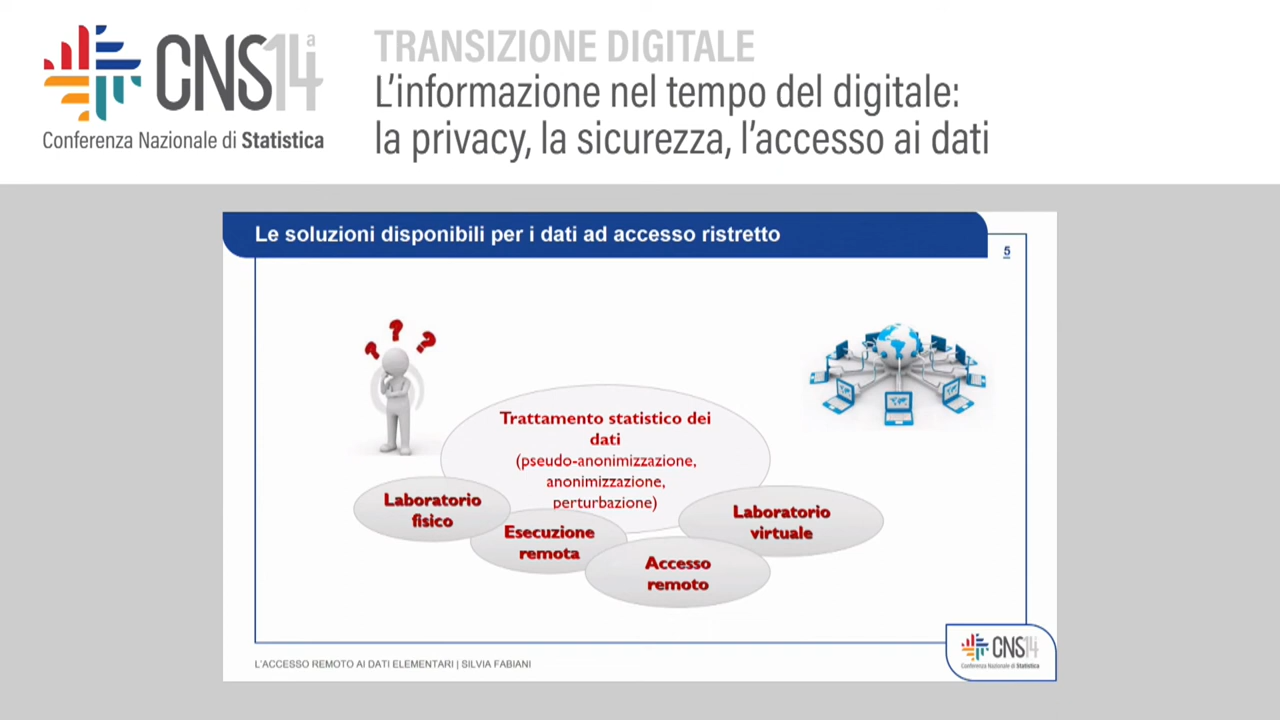 CNS14a
Conferenza Nazionale di Statistica
TRANSIZIONE DIGITALE
L'informazione nel tempo del digitale:
la privacy, la sicurezza, l'accesso ai dati
Le soluzioni disponibili per i dati ad accesso ristretto
5
? ? ?
Trattamento statistico dei
dati
(pseudo-anonimizzazione,
anonimizzazione,
perturbazione)
Laboratorio
fisico
Esecuzione
remota
Accesso
remoto
Laboratorio
virtuale
L'ACCESSO REMOTO AI DATI ELEMENTARI | SILVIA FABIANI
CNS14
Conferenza Nazionale di Statistica